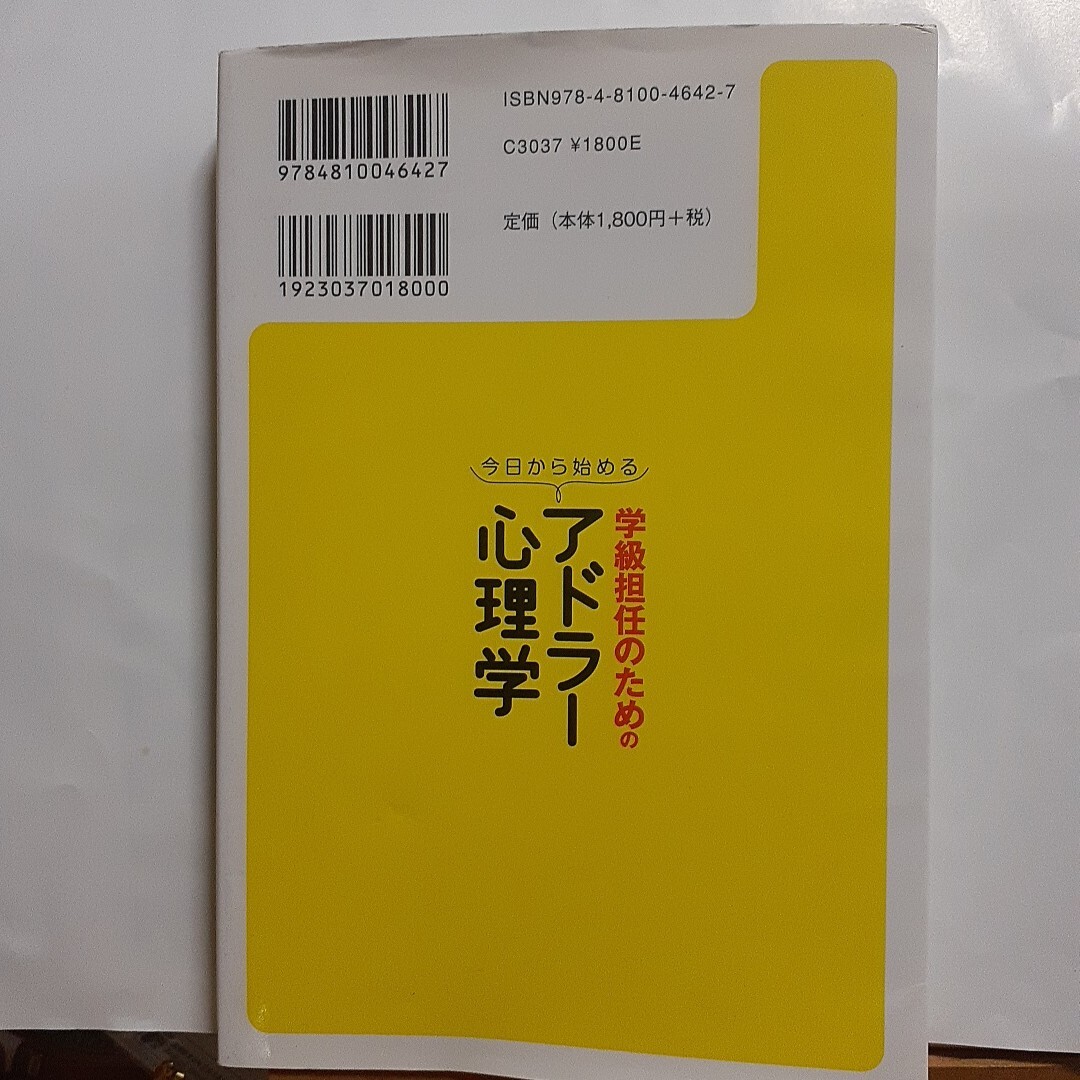 ISBN978-4-8100-4642-7
9784810046427
C3037 ¥1800E
定価（本体1,800円＋税）
1923037018000
今日から始める
学級担任のための
アドラー
心理学